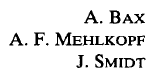 A. BAX
A. F. MEHLKOPF
J. SMIDT